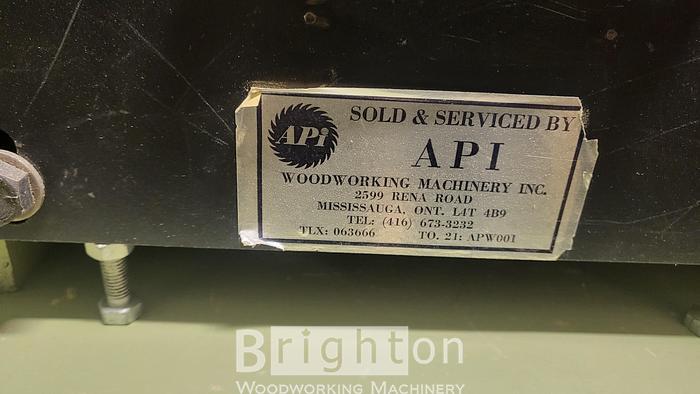 APi
SOLD & SERVICED BY
API
WOODWORKING MACHINERY INC.
2599 RENA ROAD
MISSISSAUGA, ONT. L4T 4B9
TEL: (416) 673-3232
TLX: 063666 TO. 21: APW001
Brighton
WOODWORKING MACHINERY